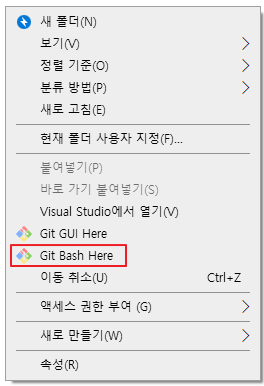 새 폴더(N)
보기(V)
정렬 기준(O)
분류 방법(P)
새로 고침(E)
현재 폴더 사용자 지정(F)...
붙여넣기(P)
바로 가기 붙여넣기(S)
Visual Studio에서 열기(V)
Git GUI Here
Git Bash Here
이동 취소(U) Ctrl+Z
액세스 권한 부여 (G)
새로 만들기(W)
속성(R)